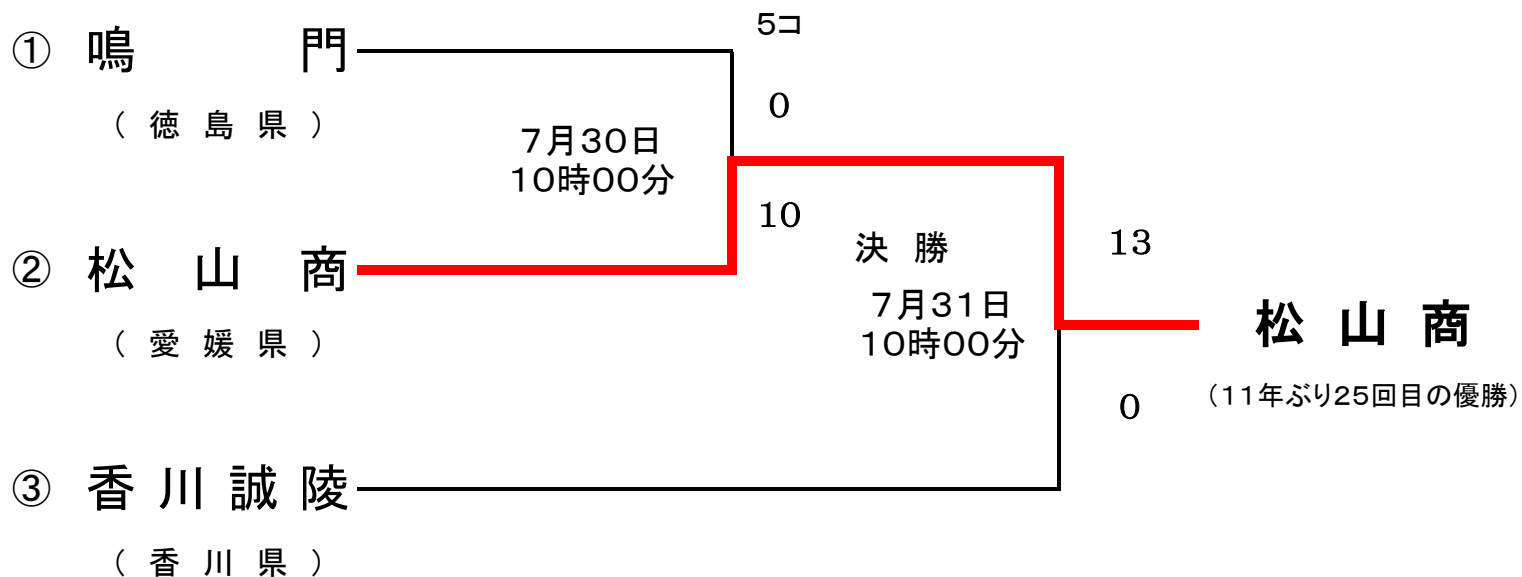 ① 鳴門
（徳島県）
7月30日
10時00分
5コ
0
10
② 松山商
（愛媛県）
決勝
7月31日
10時00分
13
0
松山商
（11年ぶり25回目の優勝）
③ 香川誠陵
（香川県）